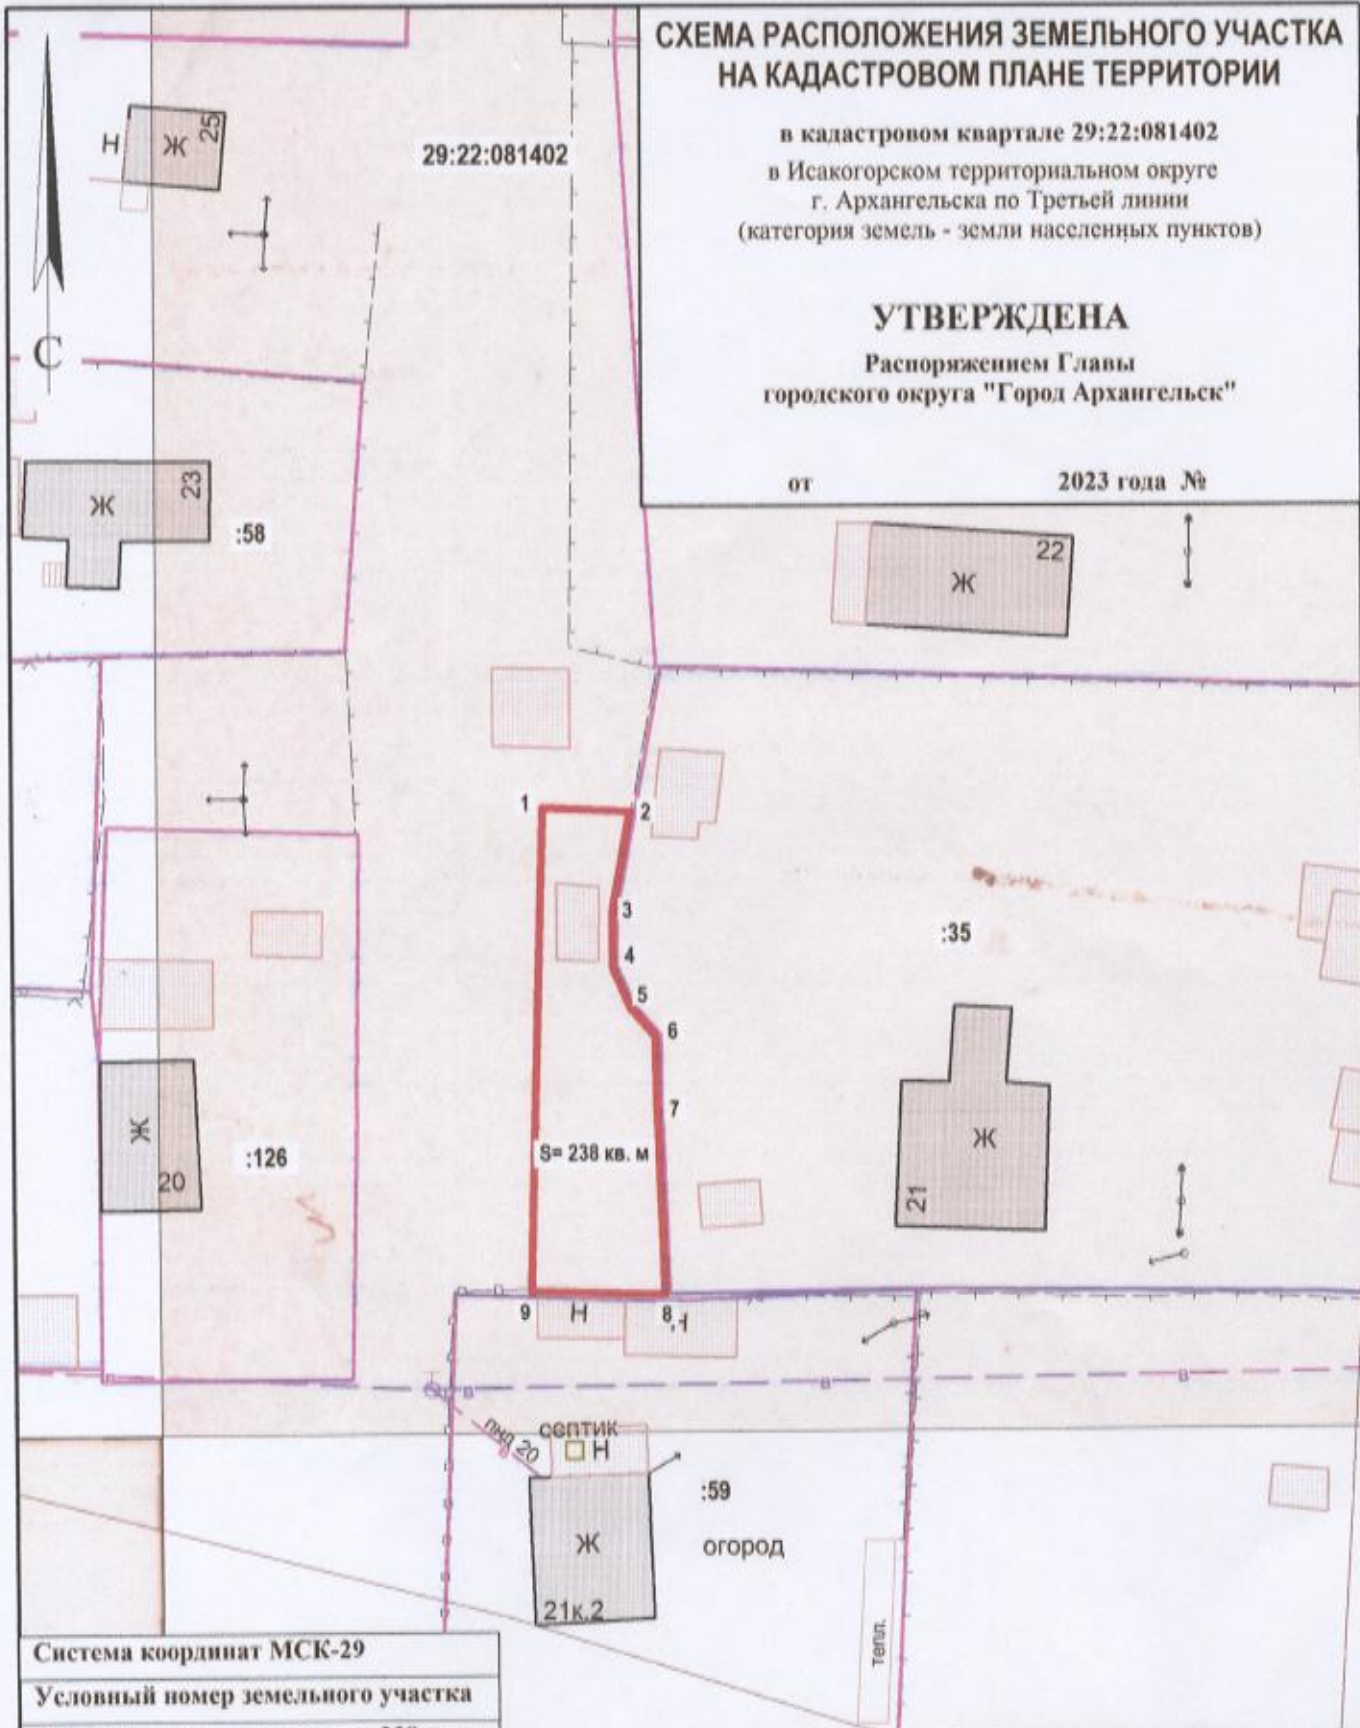 СХЕМА РАСПОЛОЖЕНИЯ ЗЕМЕЛЬНОГО УЧАСТКА
НА КАДАСТРОВОМ ПЛАНЕ ТЕРРИТОРИИ
в кадастровом квартале 29:22:081402
в Исакогорском территориальном округе
г. Архангельска по Третьей линии
(категория земель - земли населенных пунктов)
УТВЕРЖДЕНА
Распоряжением Главы
городского округа "Город Архангельск"
от 2023 года №
С
Н Ж 25
29:22:081402
Ж 23
:58
22
Ж
1
2
3
4
5
6
7
8
9
:35
S= 238 кв. м
Ж
20
:126
Ж
21
Н
Н
в
в
в
пнд 20
септик
Н
:59
Ж
огород
21к.2
тепл.
Система координат МСК-29
Условный номер земельного участка